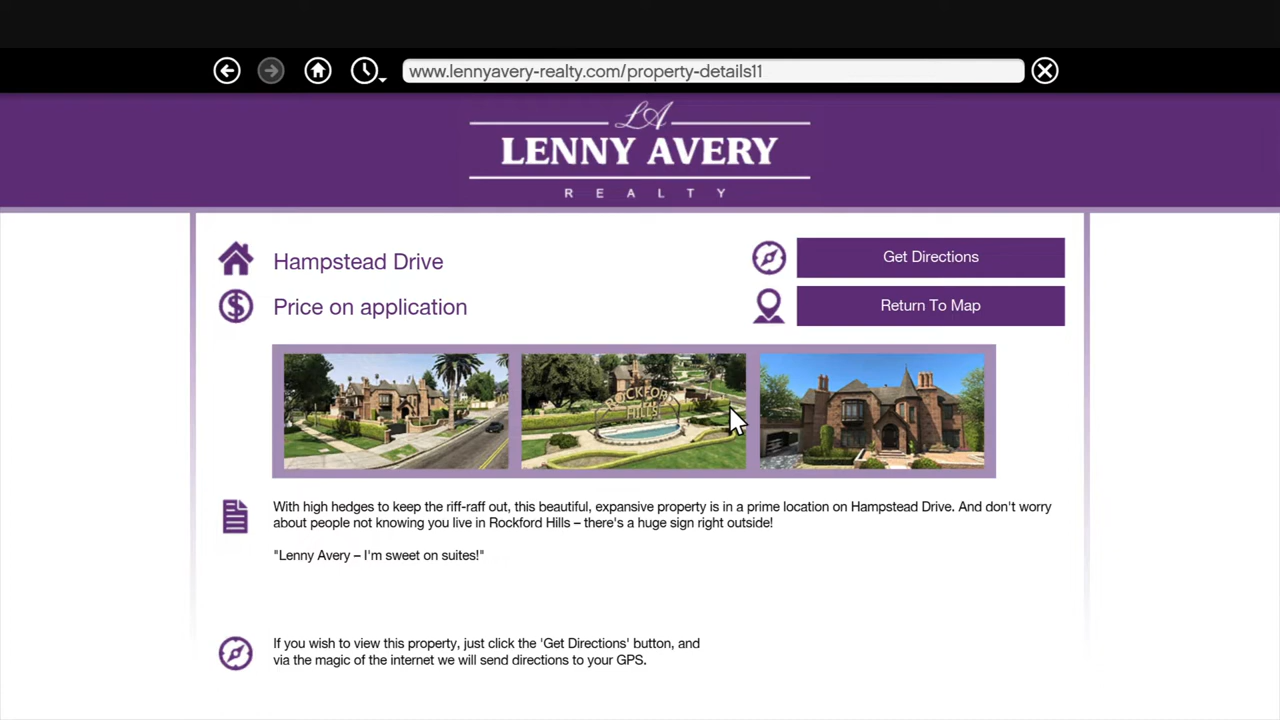 www.lennyavery-realty.com/property-details11
LA
LENNY AVERY
REALTY
Hampstead Drive
Get Directions
Price on application
Return To Map
ROCKFORD
HILLS
With high hedges to keep the riff-raff out, this beautiful, expansive property is in a prime location on Hampstead Drive. And don't worry
about people not knowing you live in Rockford Hills – there's a huge sign right outside!
"Lenny Avery – I'm sweet on suites!"
If you wish to view this property, just click the 'Get Directions' button, and
via the magic of the internet we will send directions to your GPS.